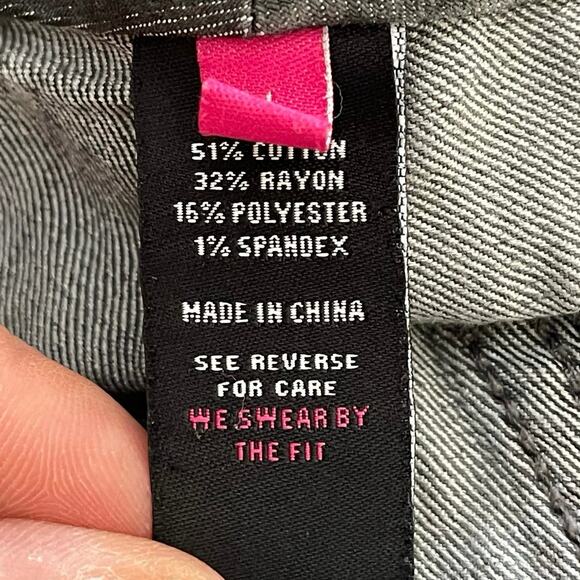 51% COTTON
32% RAYON
16% POLYESTER
1% SPANDEX
MADE IN CHINA
SEE REVERSE
FOR CARE
WE SWEAR BY
THE FIT